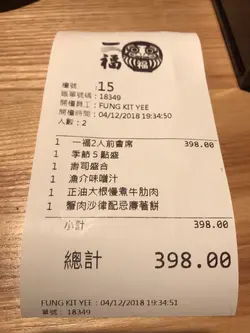 一福
檯號 : 15
賬單號碼 : 18349
開檯員工 : FUNG KIT YEE
開檯時間 : 04/12/2018 19:34:50
人數 : 2
1 一福2人前會席 398.00
1 季節5點盛
1 壽司盛合
1 漁介味噌汁
1 正油大根慢煮牛肋肉
1 蟹肉沙律配忌廉薯餅
小計 398.00
總計 398.00
FUNG KIT YEE : 04/12/2018 19:34:51
單號 : 18349